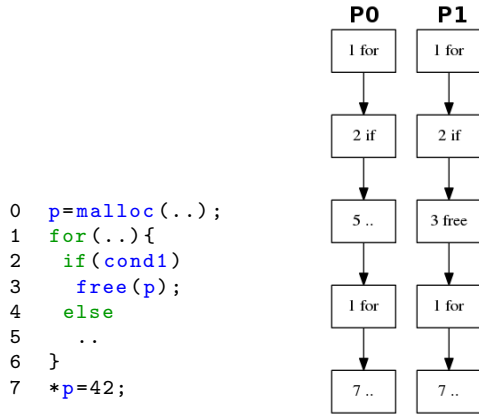 0 p=malloc(..);
1 for(..){
2 if(cond1)
3 free(p);
4 else
5 ..
6 }
7 *p=42;
P0 P1
1 for 1 for
2 if 2 if
5 .. 3 free
1 for 1 for
7 .. 7 ..